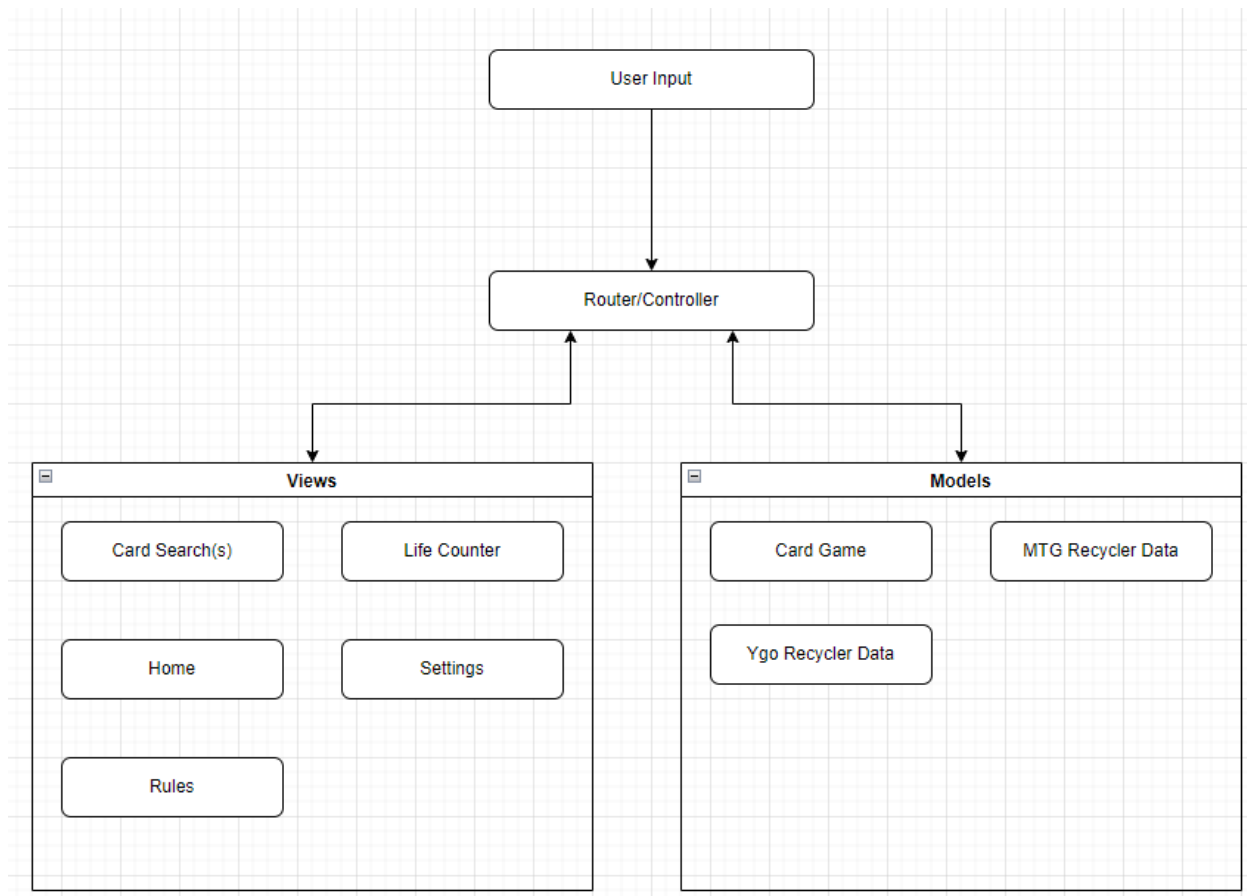 User Input
Router/Controller
Views
Card Search(s)
Life Counter
Home
Settings
Rules
Models
Card Game
MTG Recycler Data
Ygo Recycler Data